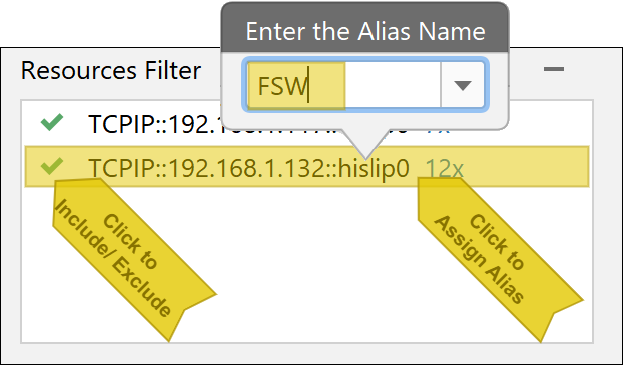 Enter the Alias Name
Resources Filter
FSW
TCPIP::192.168.1.132::hislip0 12x
Click to
Include/ Exclude
Click to
Assign Alias